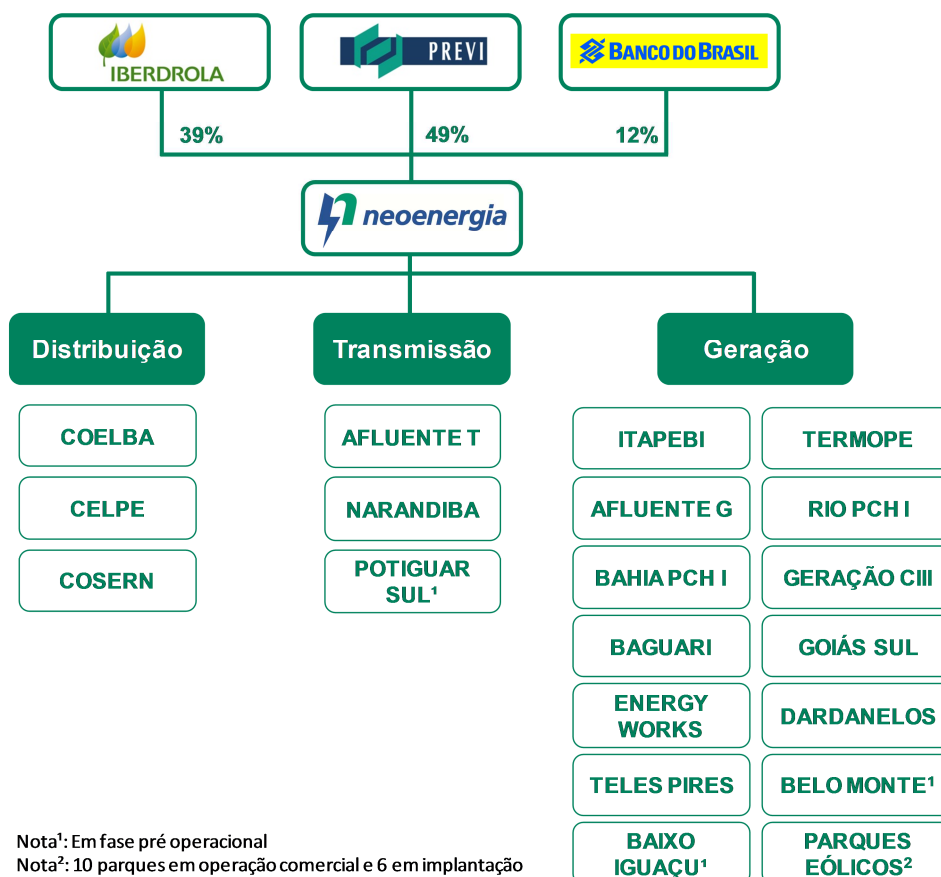 IBERDROLA
PREVI
BANCO DO BRASIL
39%
49%
12%
neoenergia
Distribuição
Transmissão
Geração
COELBA
CELPE
COSERN
AFLUENTE T
NARANDIBA
POTIGUAR
SUL¹
ITAPEBI
TERMOPE
AFLUENTE G
RIO PCH I
BAHIA PCH I
GERAÇÃO CIII
BAGUARI
GOIÁS SUL
ENERGY
WORKS
DARDANELOS
TELES PIRES
BELO MONTE¹
BAIXO
IGUAÇU¹
PARQUES
EÓLICOS²
Nota¹: Em fase pré operacional
Nota²: 10 parques em operação comercial e 6 em implantação